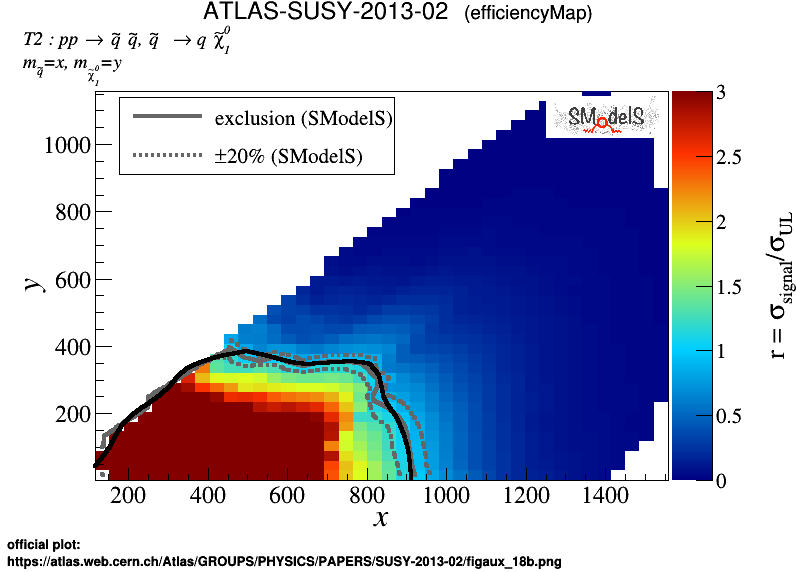 ATLAS-SUSY-2013-02 (efficiencyMap)
T2 : pp → q̃ q̃, q̃ → q χ̃₁⁰
m_q̃=x, m_χ̃₁⁰=y
exclusion (SModelS)
±20% (SModelS)
SModelS
1000
800
600
400
200
y
200 400 600 800 1000 1200 1400
x
3
2.5
2
1.5
1
0.5
0
r = σ_signal/σ_UL
official plot:
https://atlas.web.cern.ch/Atlas/GROUPS/PHYSICS/PAPERS/SUSY-2013-02/figaux_18b.png